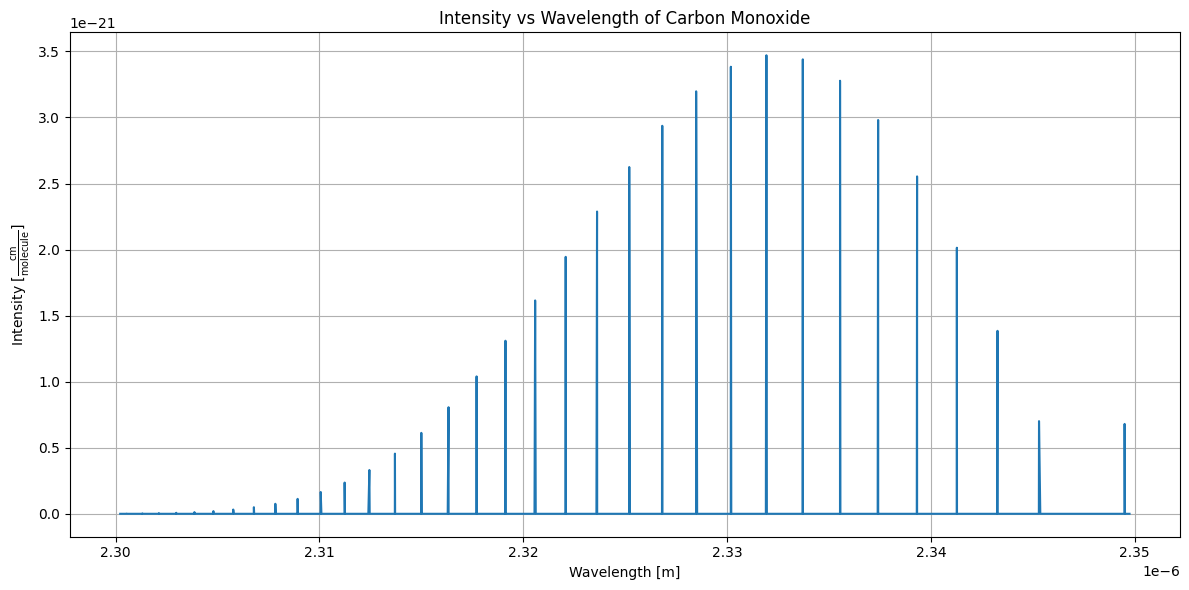 Intensity vs Wavelength of Carbon Monoxide
1e−21
3.5
3.0
2.5
2.0
1.5
1.0
0.5
0.0
Intensity [cm/molecule]
2.30 2.31 2.32 2.33 2.34 2.35
Wavelength [m]
1e−6